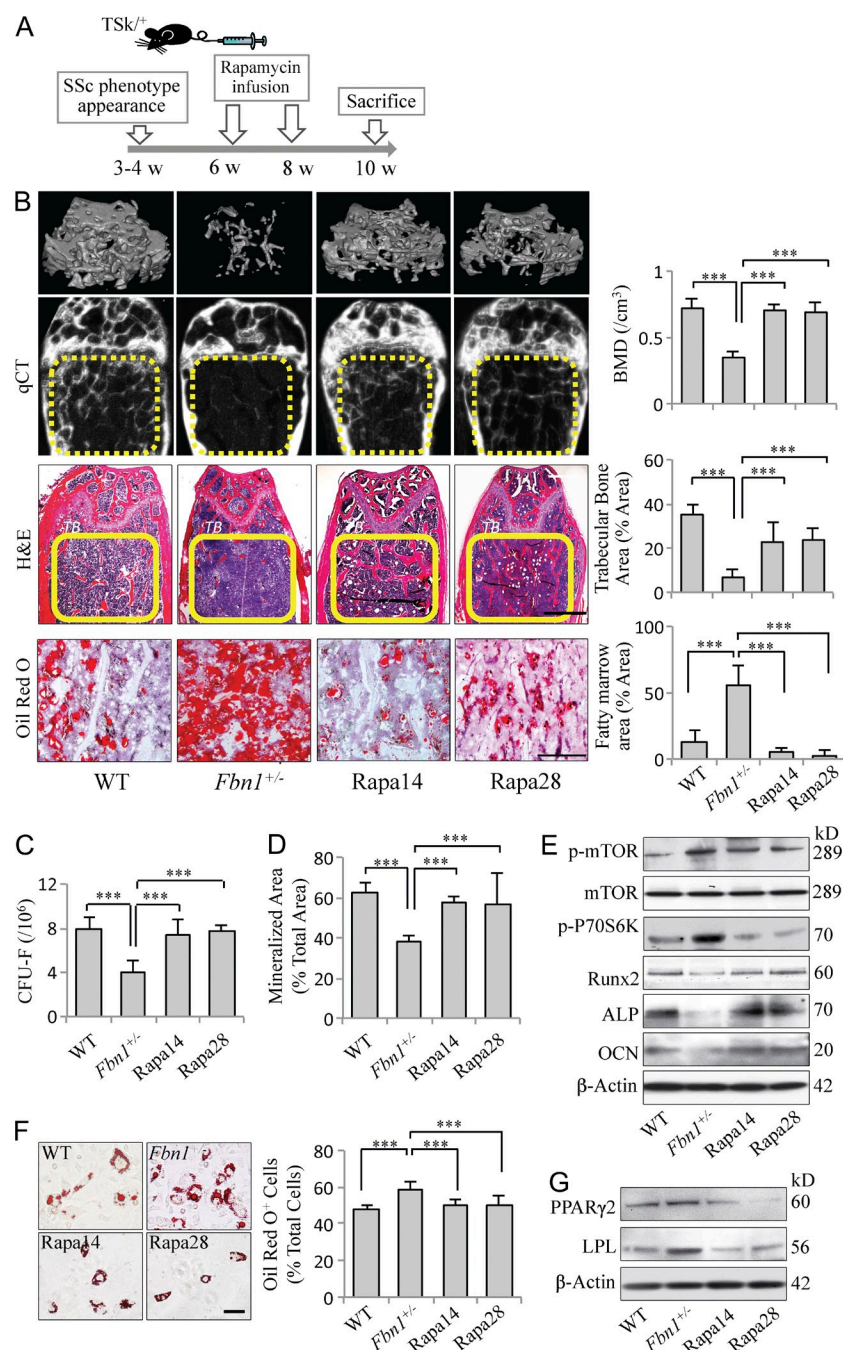 A
TSk/+
SSc phenotype
appearance
Rapamycin
infusion
Sacrifice
3-4 w
6 w
8 w
10 w
B
qCT
H&E
TB
TB
TB
Oil Red O
WT
Fbn1+/-
Rapa14
Rapa28
***
***
***
BMD (/cm³)
1
0.5
0
***
***
***
Trabecular Bone
Area (% Area)
60
40
20
0
***
***
***
Fatty marrow
area (% Area)
100
50
0
WT
Fbn1+/-
Rapa14
Rapa28
C
***
***
***
CFU-F (/10⁶)
12
8
4
0
WT
Fbn1+/-
Rapa14
Rapa28
D
***
***
***
Mineralized Area
(% Total Area)
80
60
40
20
0
WT
Fbn1+/-
Rapa14
Rapa28
E
kD
p-mTOR 289
mTOR 289
p-P70S6K 70
Runx2 60
ALP 70
OCN 20
β-Actin 42
WT
Fbn1+/-
Rapa14
Rapa28
F
WT
Fbn1
Rapa14
Rapa28
***
***
***
Oil Red O⁺ Cells
(% Total Cells)
80
60
40
20
0
WT
Fbn1+/-
Rapa14
Rapa28
G
kD
PPARγ2 60
LPL 56
β-Actin 42
WT
Fbn1+/-
Rapa14
Rapa28